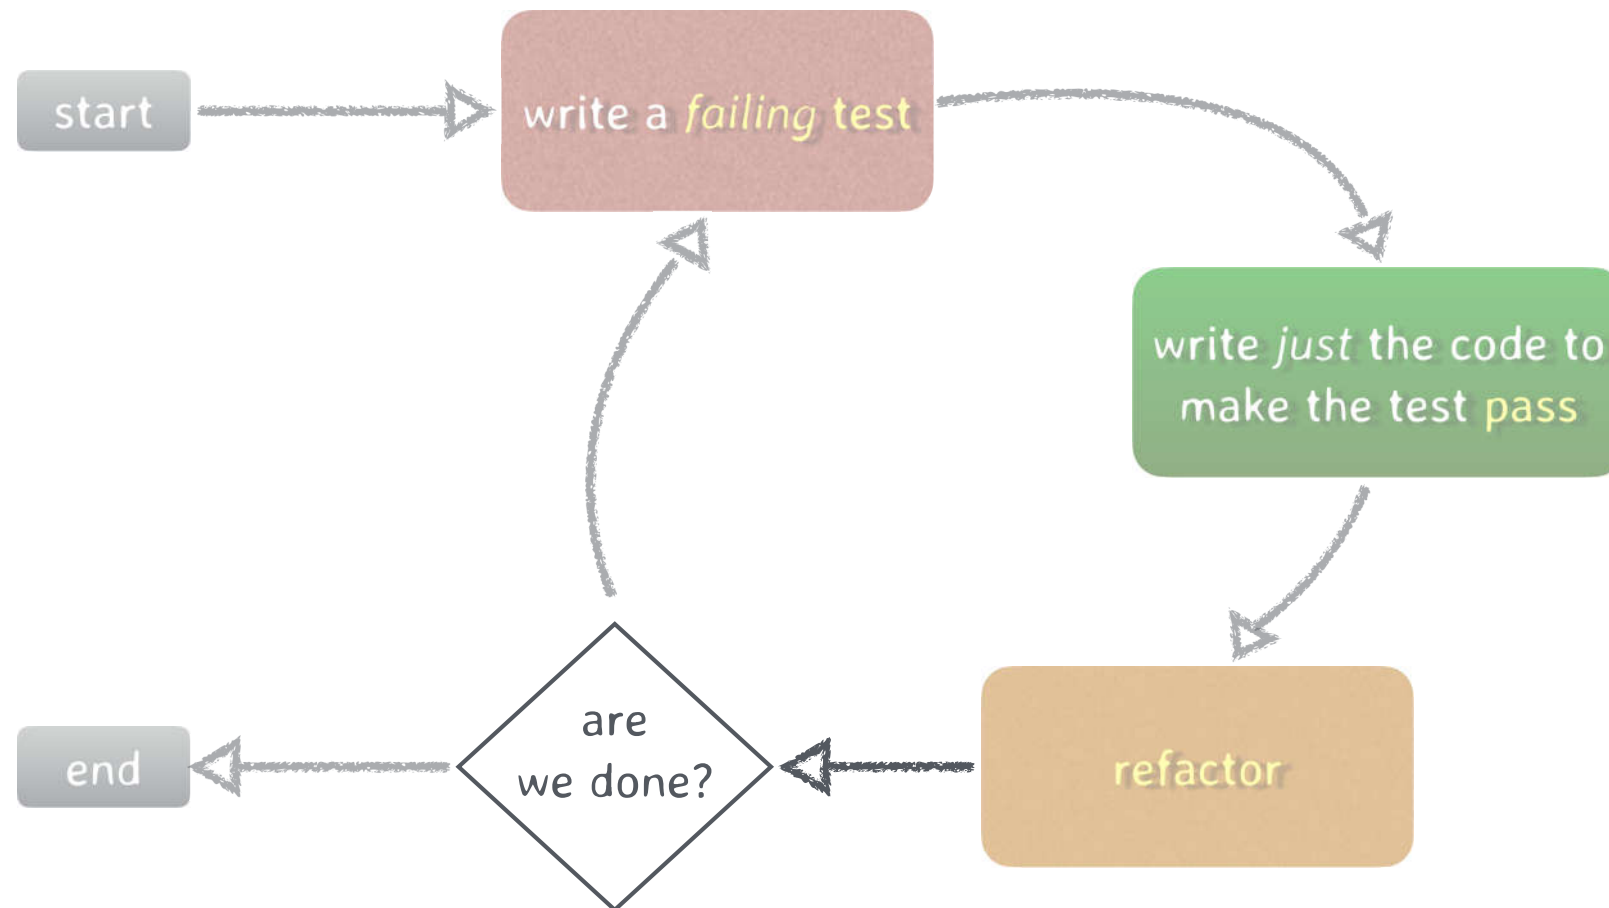 start
write a failing test
write just the code to
make the test pass
are
we done?
end
refactor